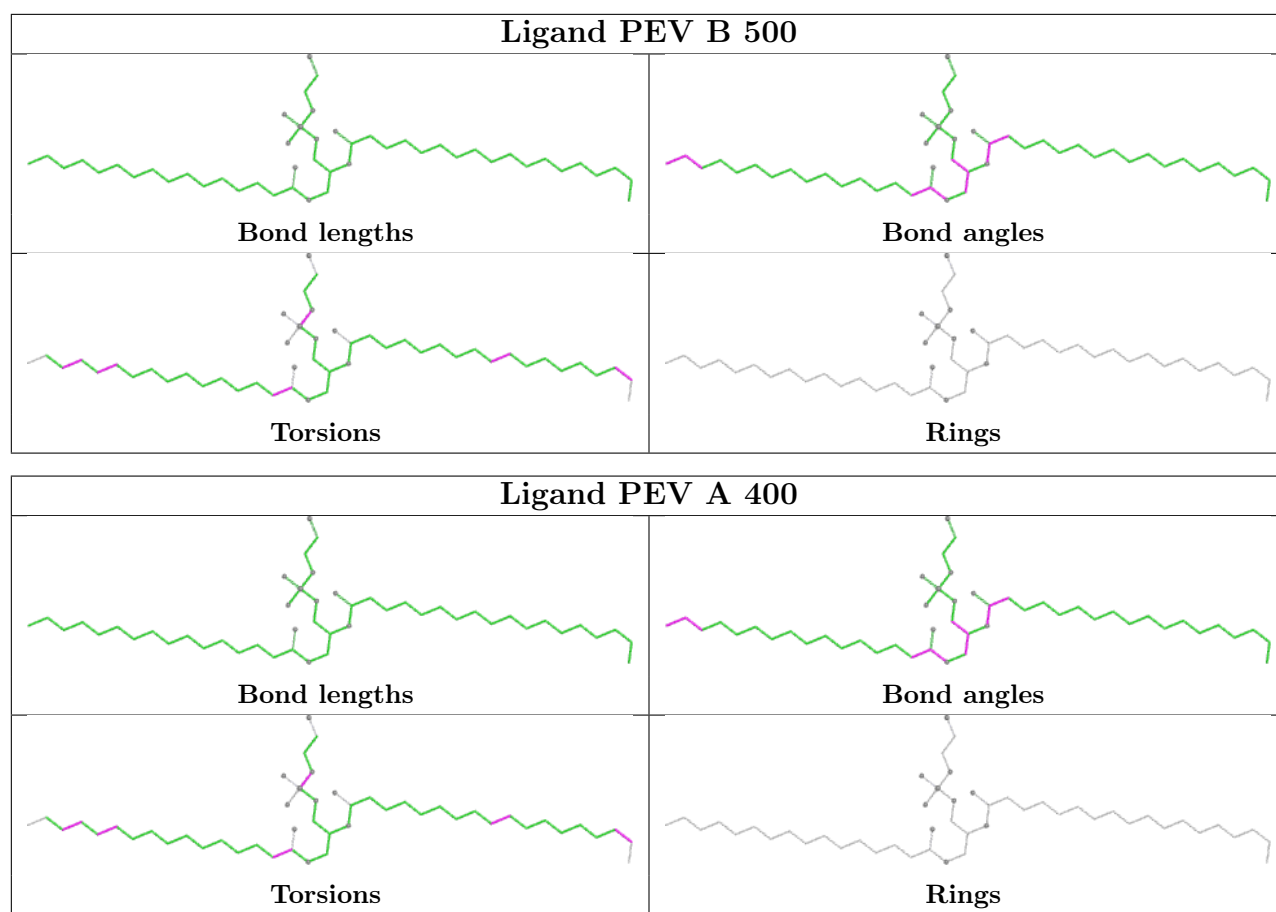 Ligand PEV B 500
Bond lengths
Bond angles
Torsions
Rings
Ligand PEV A 400
Bond lengths
Bond angles
Torsions
Rings